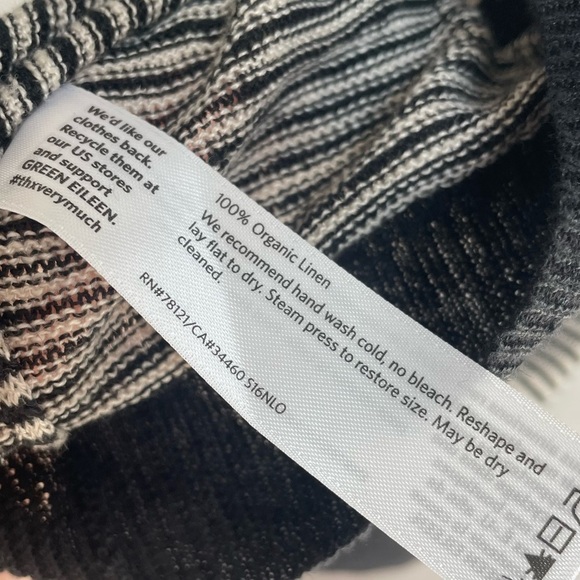 We'd like our
clothes back.
Recycle them at
our US stores
and support
GREEN EILEEN.
#thxverymuch
100% Organic Linen
We recommend hand wash cold, no bleach. Reshape and
lay flat to dry. Steam press to restore size. May be dry
cleaned.
RN#78121/CA#34460 S16NLO